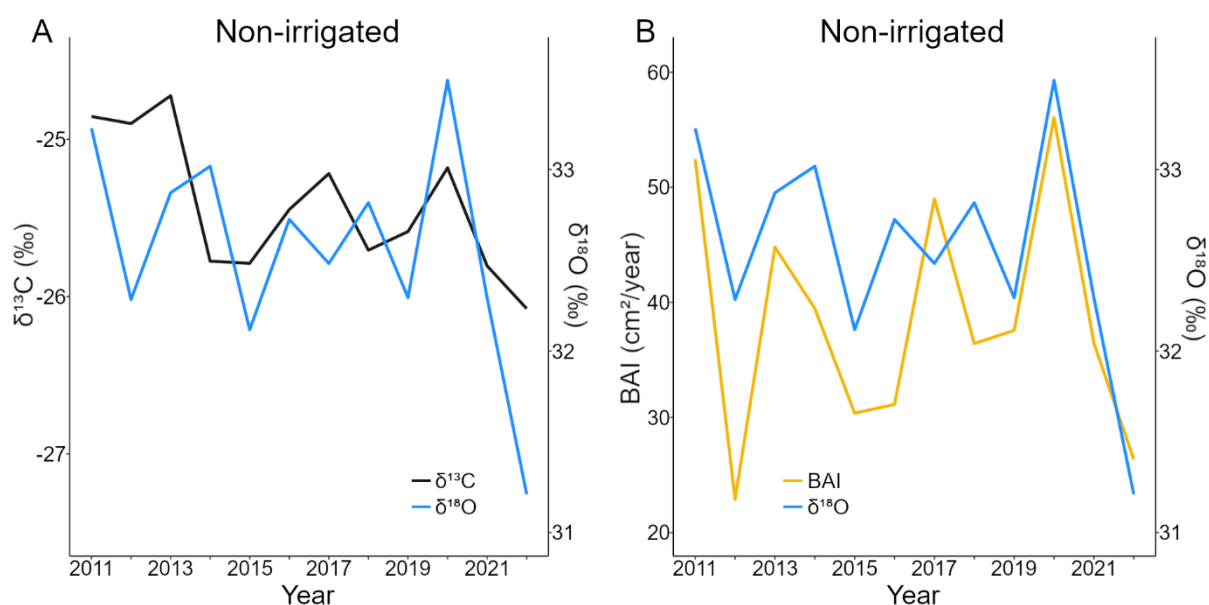 A
Non-irrigated
δ¹³C (‰)
-25
-26
-27
33
32
31
δ¹⁸O (‰)
δ¹³C
δ¹⁸O
2011
2013
2015
2017
2019
2021
Year
B
Non-irrigated
BAI (cm²/year)
60
50
40
30
20
33
32
31
δ¹⁸O (‰)
BAI
δ¹⁸O
2011
2013
2015
2017
2019
2021
Year